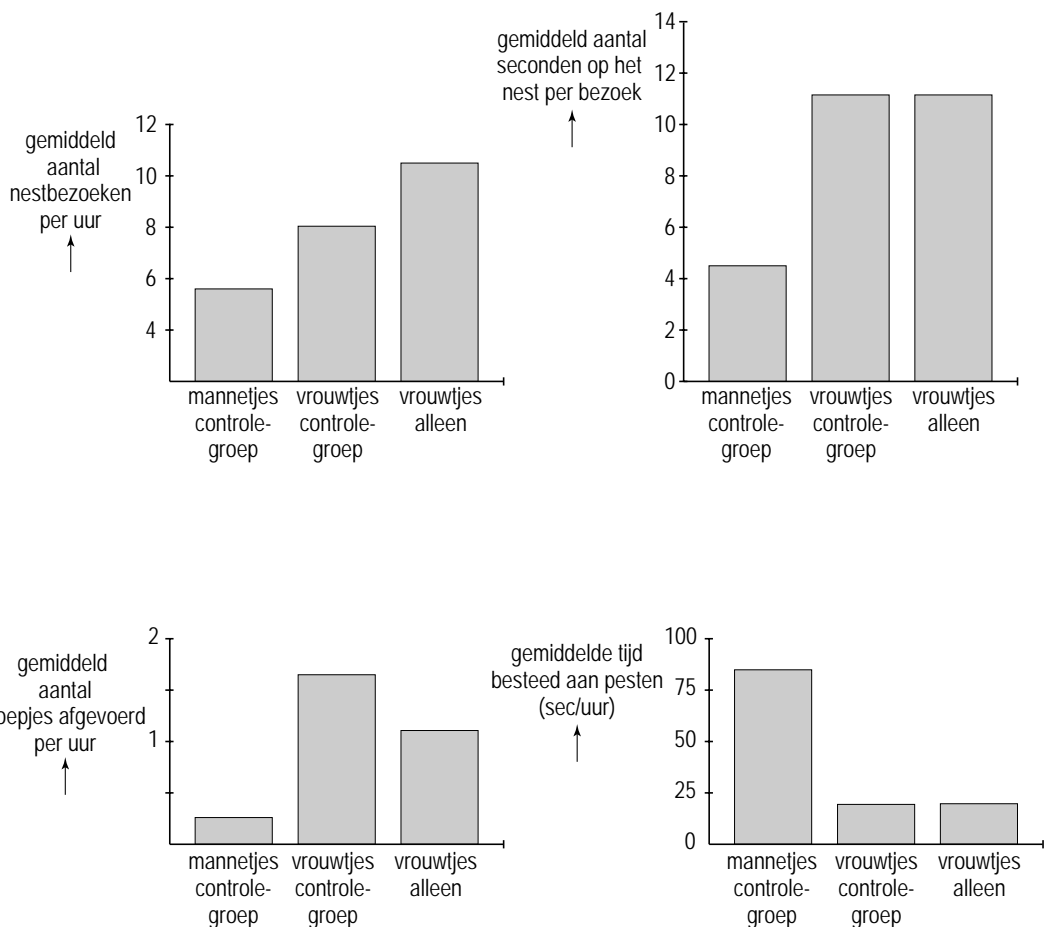 gemiddeld
aantal
nestbezoeken
per uur
12
10
8
6
4
mannetjes
controle-
groep
vrouwtjes
controle-
groep
vrouwtjes
alleen
gemiddeld aantal
seconden op het
nest per bezoek
14
12
10
8
6
4
2
0
mannetjes
controle-
groep
vrouwtjes
controle-
groep
vrouwtjes
alleen
gemiddeld
aantal
oepjes afgevoerd
per uur
2
1
mannetjes
controle-
groep
vrouwtjes
controle-
groep
vrouwtjes
alleen
gemiddelde tijd
besteed aan pesten
(sec/uur)
100
75
50
25
0
mannetjes
controle-
groep
vrouwtjes
controle-
groep
vrouwtjes
alleen